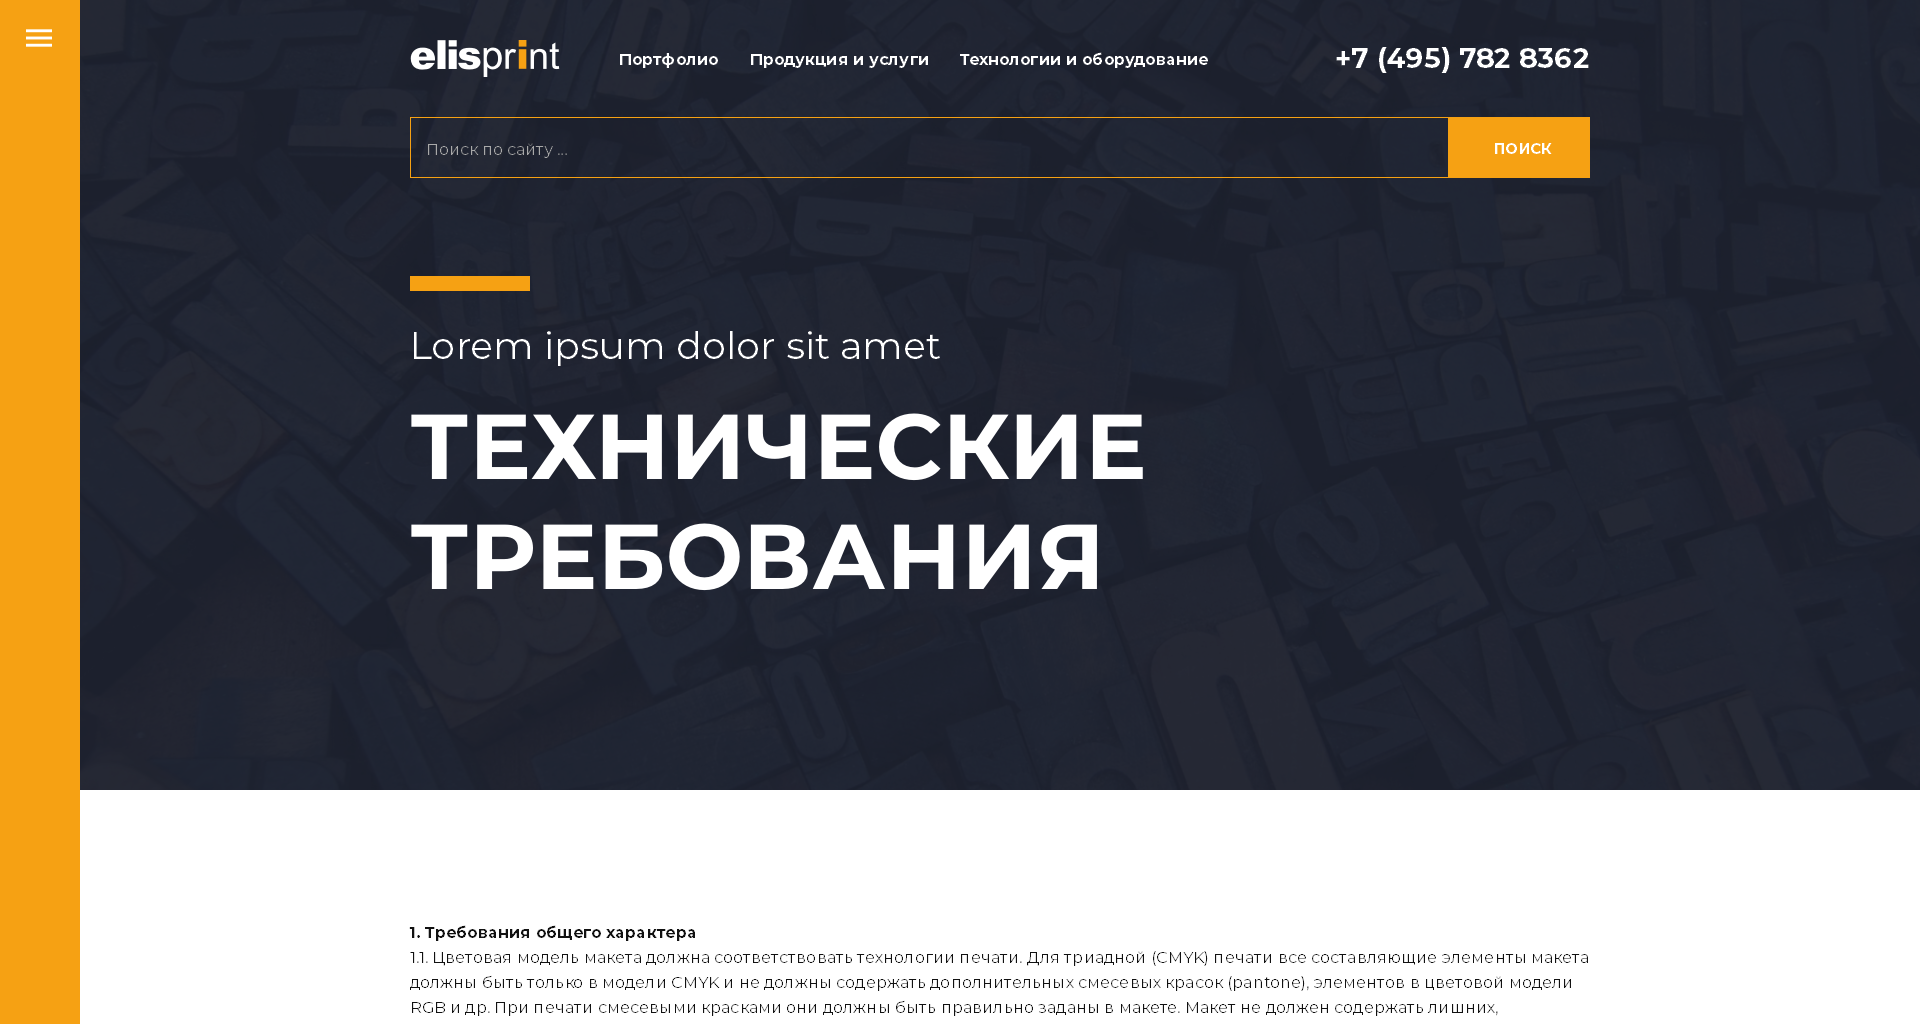 elisprint
Портфолио
Продукция и услуги
Технологии и оборудование
+7 (495) 782 8362
Поиск по сайту ...
ПОИСК
Lorem ipsum dolor sit amet
ТЕХНИЧЕСКИЕ
ТРЕБОВАНИЯ
1. Требования общего характера
1.1. Цветовая модель макета должна соответствовать технологии печати. Для триадной (CMYK) печати все составляющие элементы макета
должны быть только в модели CMYK и не должны содержать дополнительных смесевых красок (pantone), элементов в цветовой модели
RGB и др. При печати смесевыми красками они должны быть правильно заданы в макете. Макет не должен содержать лишних,